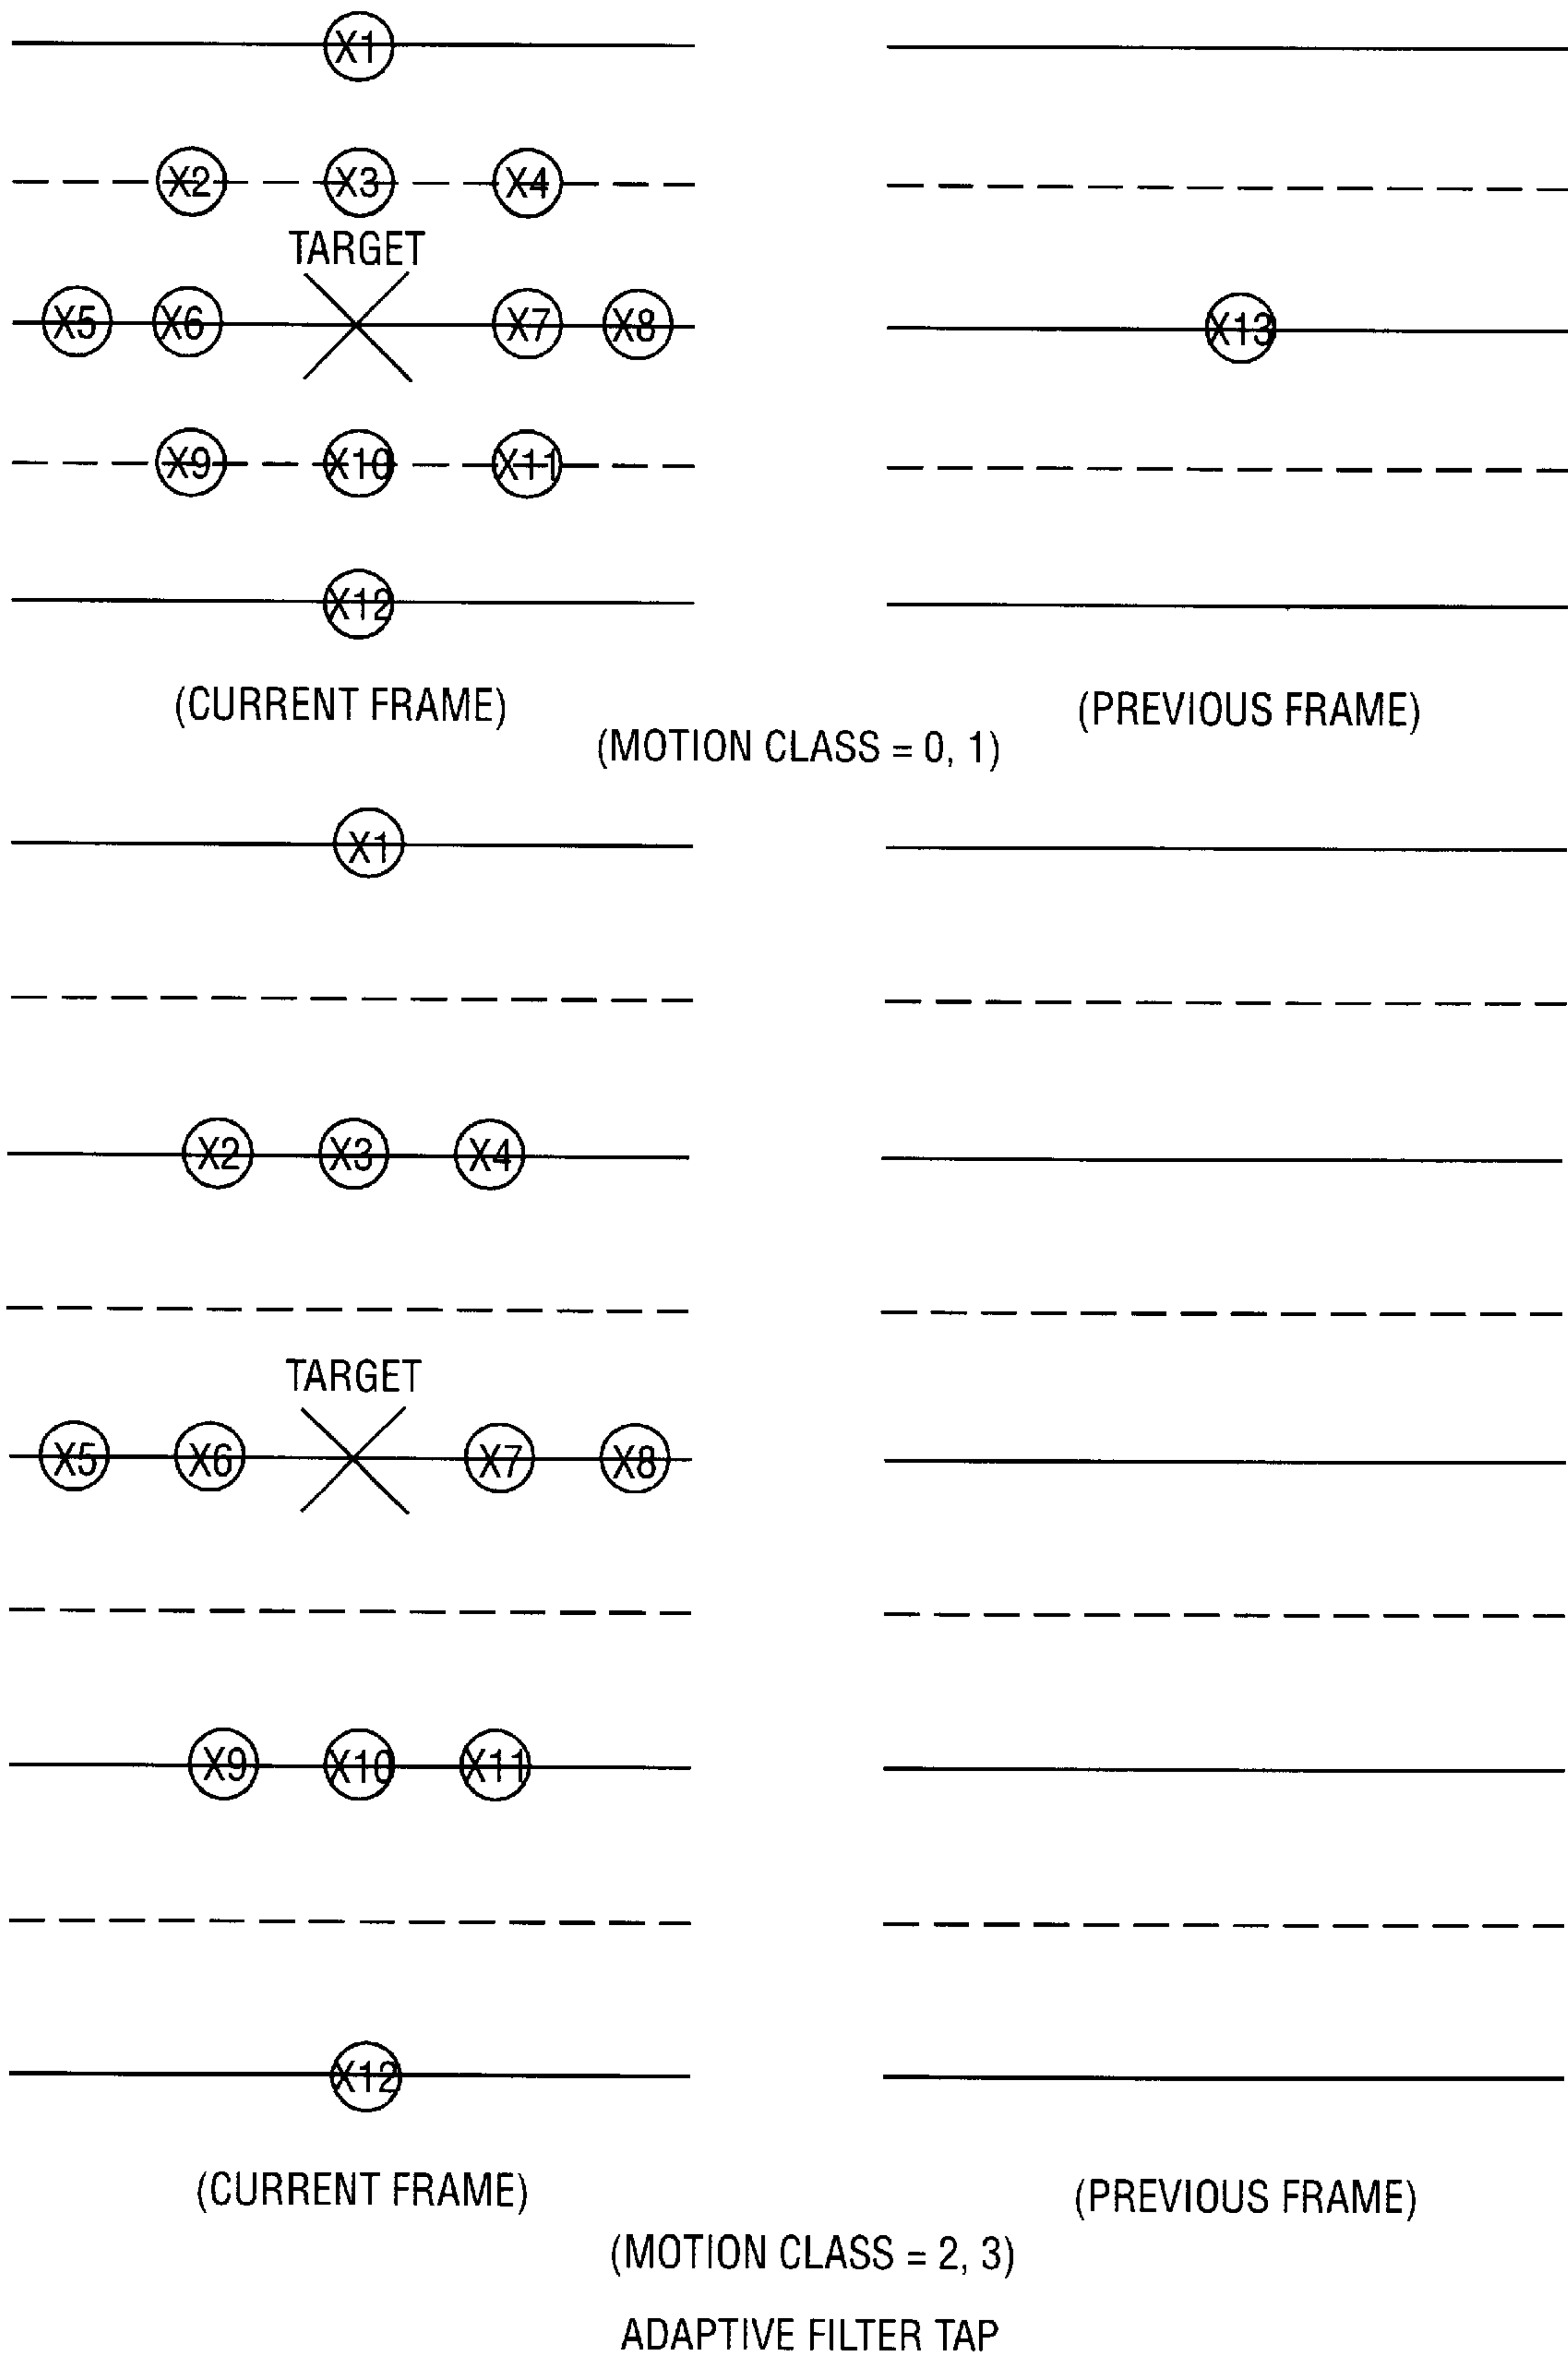 X1
X2 X3 X4
TARGET
X5 X6 X7 X8 X13
X9 X10 X11
X12
(CURRENT FRAME) (PREVIOUS FRAME)
(MOTION CLASS = 0, 1)
X1
X2 X3 X4
TARGET
X5 X6 X7 X8
X9 X10 X11
X12
(CURRENT FRAME) (PREVIOUS FRAME)
(MOTION CLASS = 2, 3)
ADAPTIVE FILTER TAP